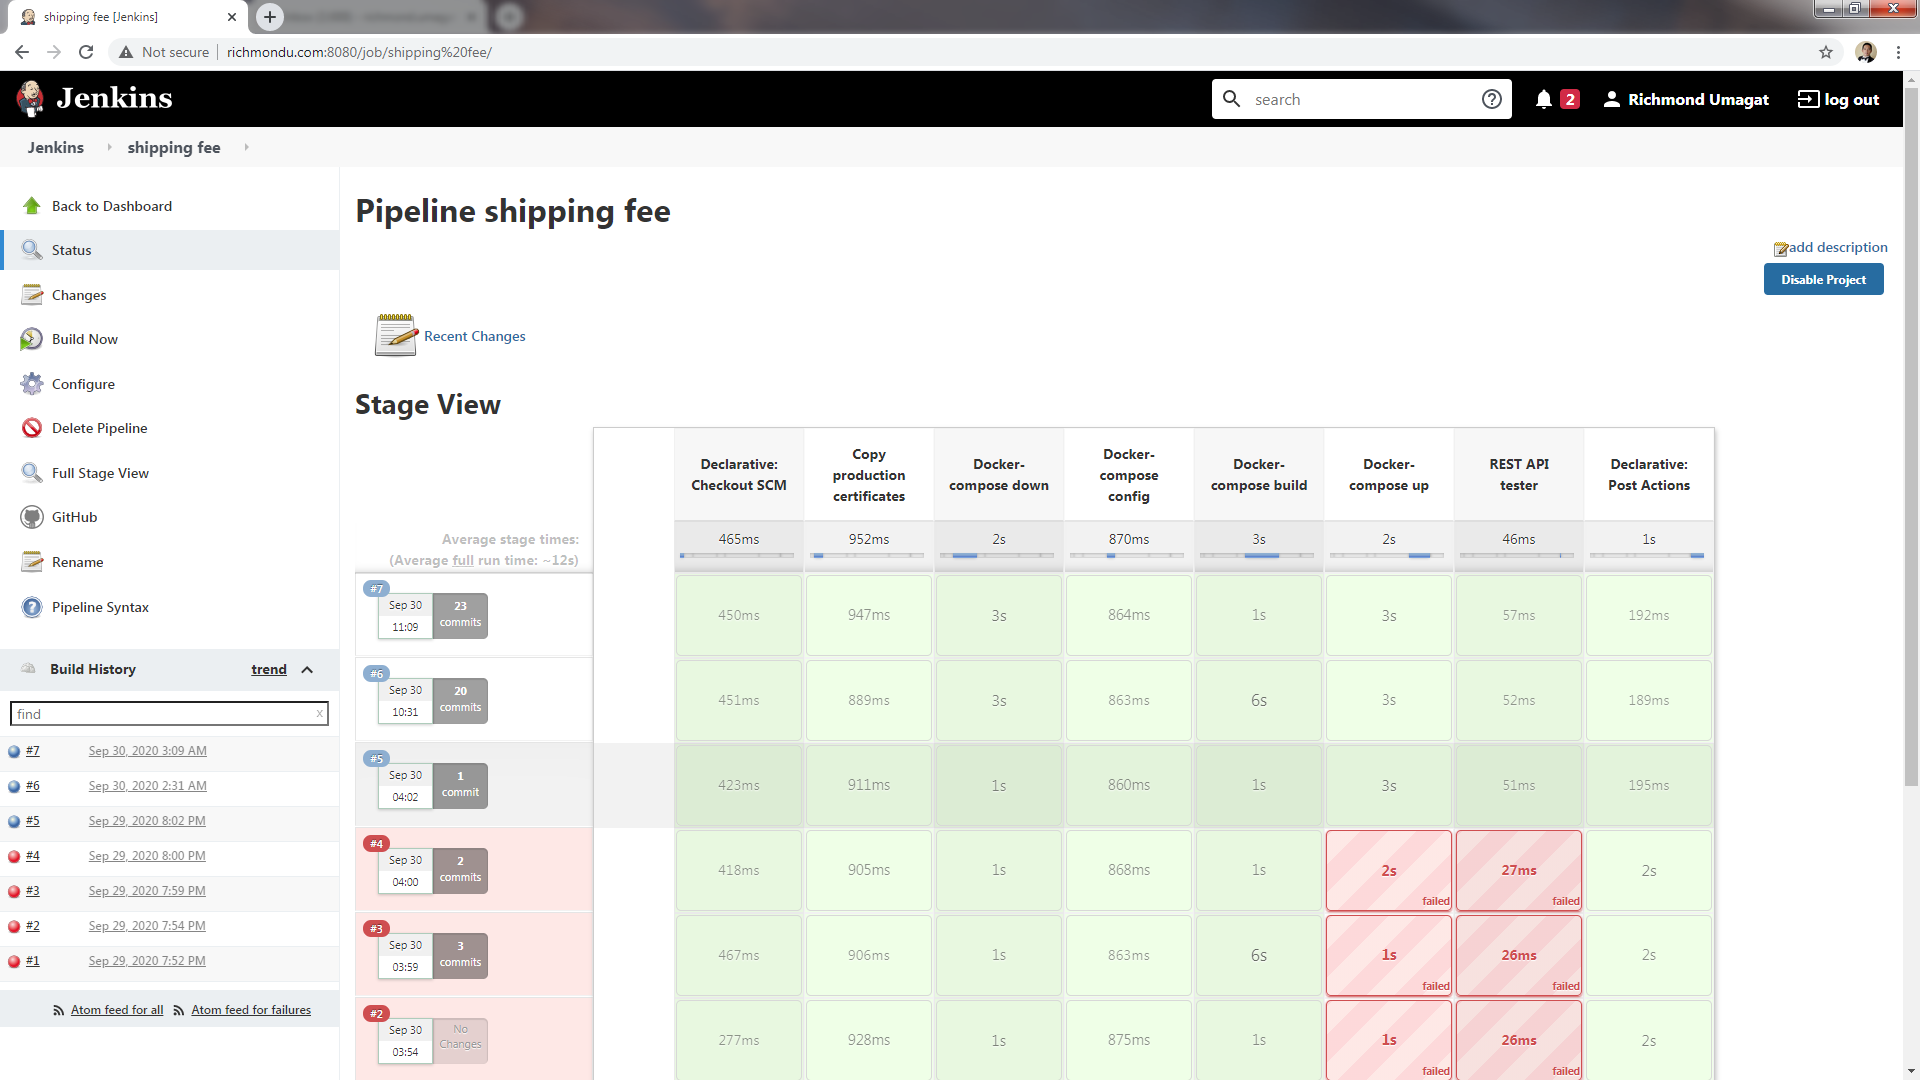 shipping fee [Jenkins]
Not secure
richmondu.com:8080/job/shipping%20fee/
Jenkins
search
2
Richmond Umagat
log out
Jenkins
shipping fee
Back to Dashboard
Status
Changes
Build Now
Configure
Delete Pipeline
Full Stage View
GitHub
Rename
Pipeline Syntax
Build History
trend
find
x
#7 Sep 30, 2020 3:09 AM
#6 Sep 30, 2020 2:31 AM
#5 Sep 29, 2020 8:02 PM
#4 Sep 29, 2020 8:00 PM
#3 Sep 29, 2020 7:59 PM
#2 Sep 29, 2020 7:54 PM
#1 Sep 29, 2020 7:52 PM
Atom feed for all
Atom feed for failures
Pipeline shipping fee
add description
Disable Project
Recent Changes
Stage View
Declarative:
Checkout SCM
Copy
production
certificates
Docker-
compose down
Docker-
compose
config
Docker-
compose build
Docker-
compose up
REST API
tester
Declarative:
Post Actions
Average stage times:
(Average full run time: ~12s)
465ms 952ms 2s 870ms 3s 2s 46ms 1s
#7
Sep 30
11:09
23
commits
450ms 947ms 3s 864ms 1s 3s 57ms 192ms
#6
Sep 30
10:31
20
commits
451ms 889ms 3s 863ms 6s 3s 52ms 189ms
#5
Sep 30
04:02
1
commit
423ms 911ms 1s 860ms 1s 3s 51ms 195ms
#4
Sep 30
04:00
2
commits
418ms 905ms 1s 868ms 1s 2s 27ms 2s
failed failed
#3
Sep 30
03:59
3
commits
467ms 906ms 1s 863ms 6s 1s 26ms 2s
failed failed
#2
Sep 30
03:54
No
Changes
277ms 928ms 1s 875ms 1s 1s 26ms 2s
failed failed